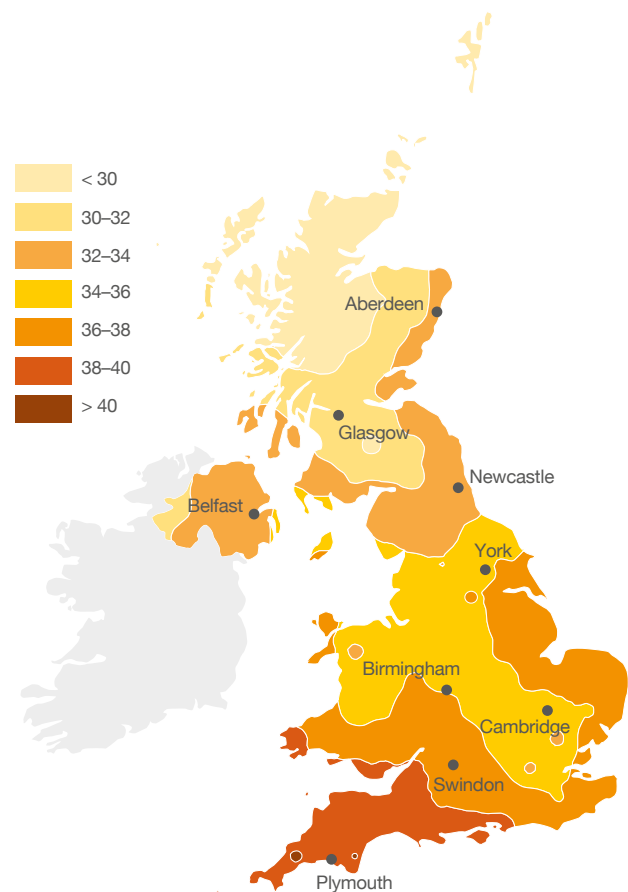 < 30
30–32
32–34
34–36
36–38
38–40
> 40
Aberdeen
Glasgow
Newcastle
Belfast
York
Birmingham
Cambridge
Swindon
Plymouth